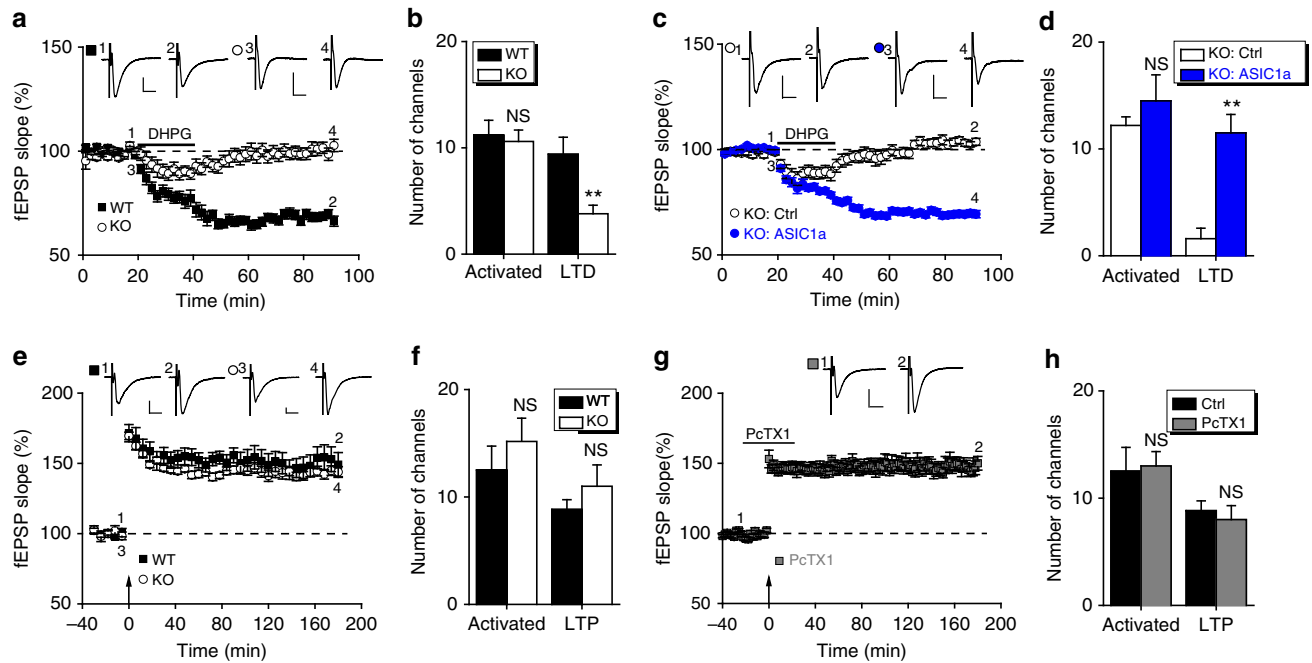 a
150
100
50
fEPSP slope (%)
1
2
3
4
1
DHPG
4
3
2
WT
KO
0
20
40
60
80
100
Time (min)
b
20
10
0
Number of channels
WT
KO
NS
**
Activated
LTD
c
150
100
50
fEPSP slope(%)
1
2
3
4
1
DHPG
2
3
4
KO: Ctrl
KO: ASIC1a
0
20
40
60
80
100
Time (min)
d
20
10
0
Number of channels
KO: Ctrl
KO: ASIC1a
NS
**
Activated
LTD
e
200
150
100
50
fEPSP slope(%)
1
2
3
4
2
4
1
3
WT
KO
−40
0
40
80
120
160
200
Time (min)
f
20
10
0
Number of channels
WT
KO
NS
NS
Activated
LTP
g
200
150
100
50
fEPSP slope(%)
1
2
PcTX1
2
1
PcTX1
−40
0
40
80
120
160
200
Time (min)
h
20
10
0
Number of channels
Ctrl
PcTX1
NS
NS
Activated
LTP